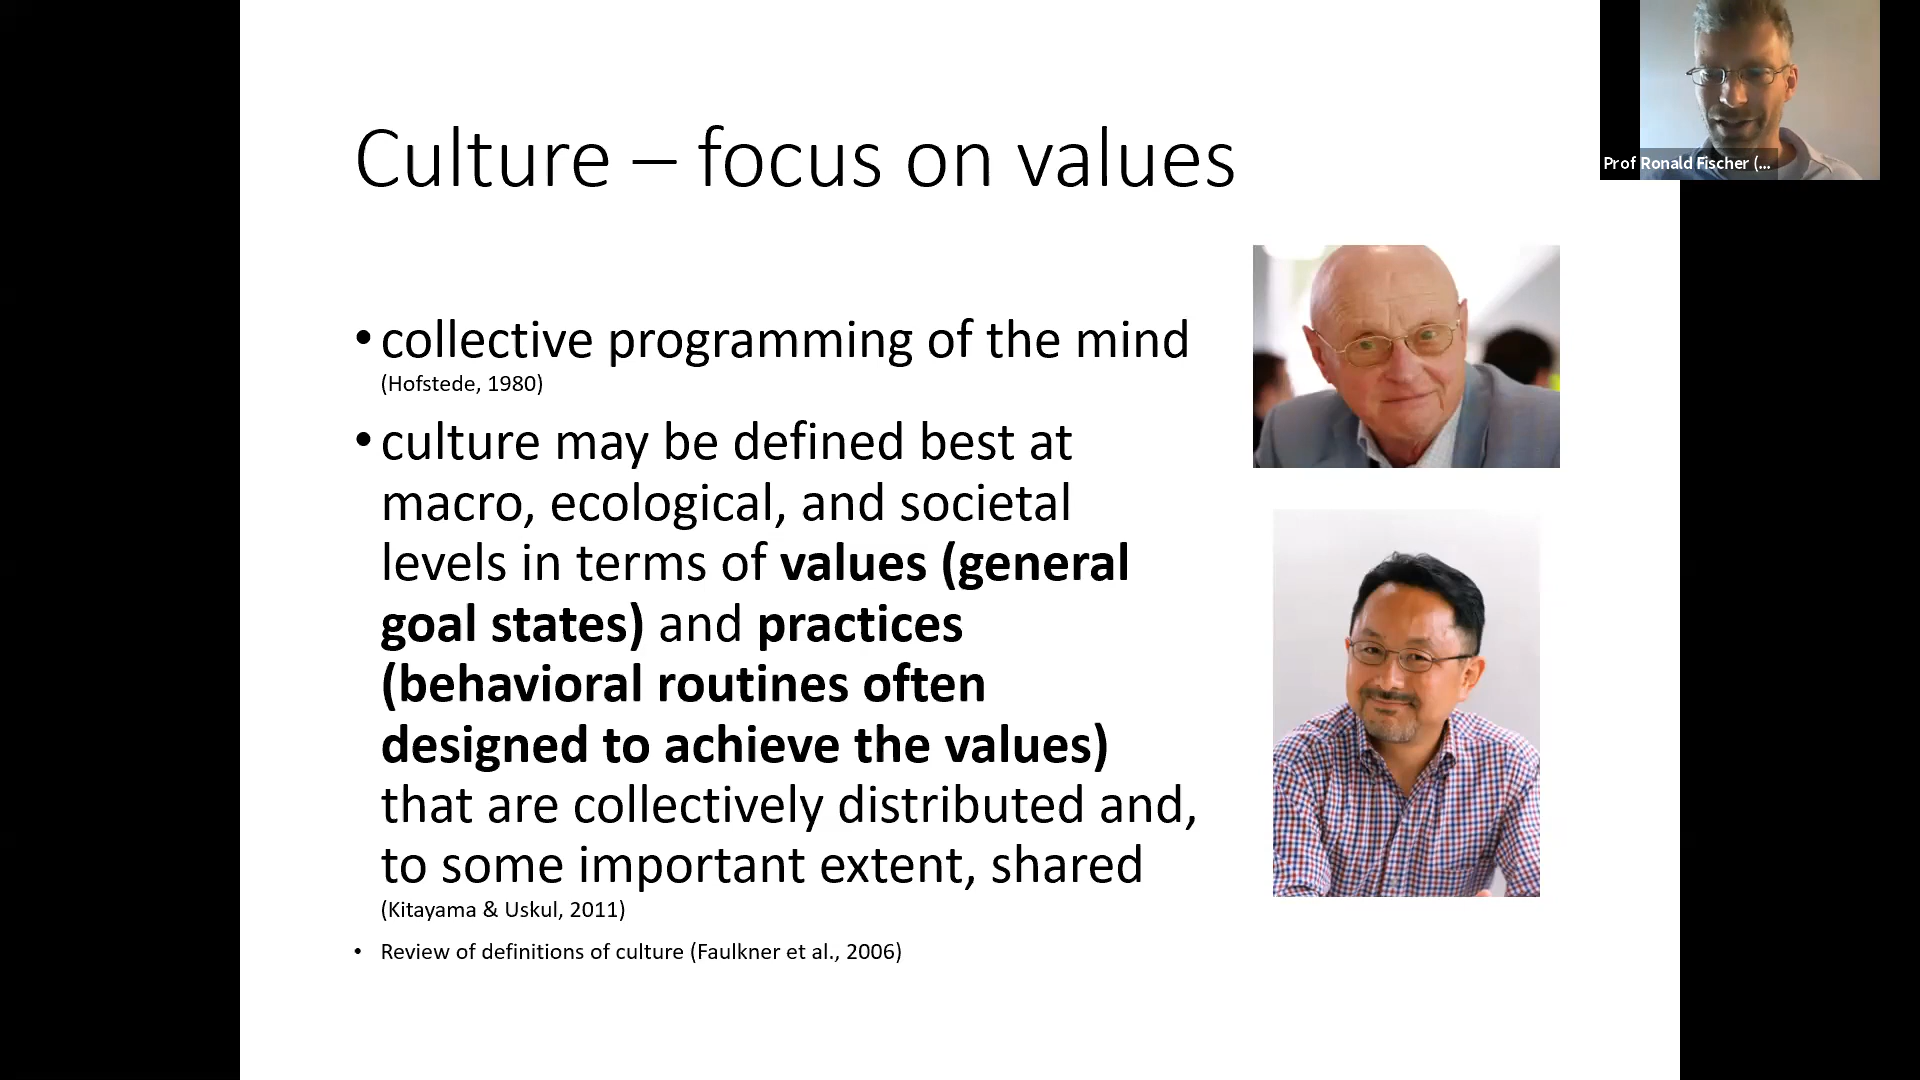 Prof Ronald Fischer (...
Culture – focus on values
• collective programming of the mind
(Hofstede, 1980)
• culture may be defined best at
macro, ecological, and societal
levels in terms of values (general
goal states) and practices
(behavioral routines often
designed to achieve the values)
that are collectively distributed and,
to some important extent, shared
(Kitayama & Uskul, 2011)
• Review of definitions of culture (Faulkner et al., 2006)